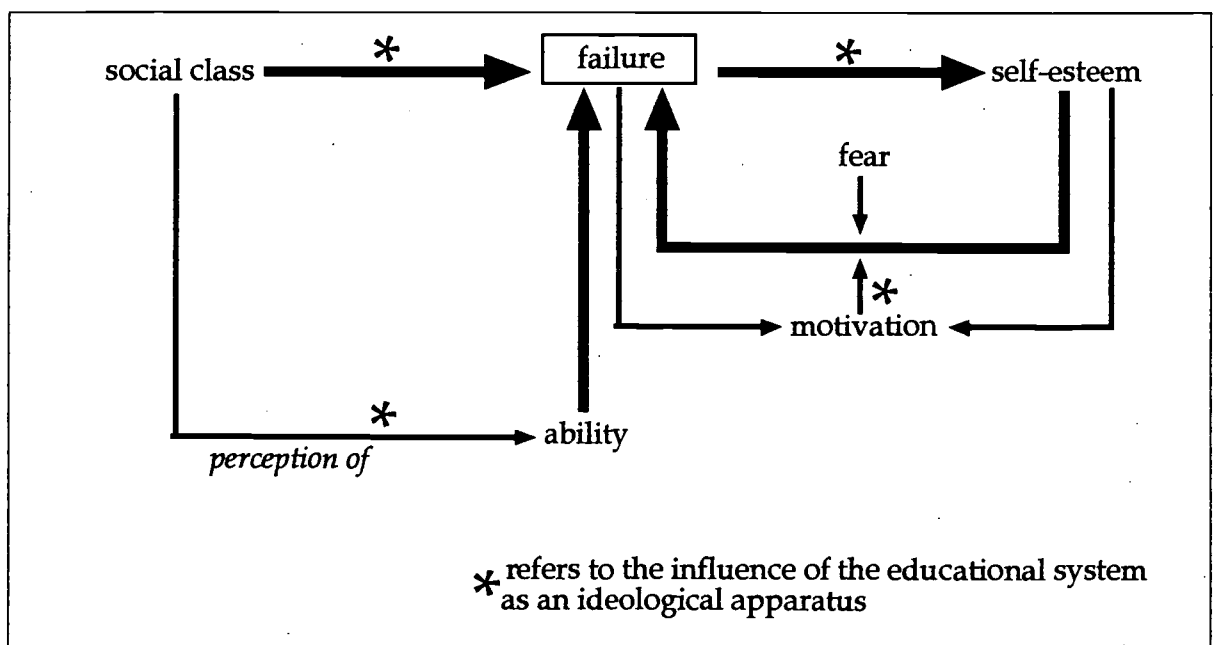 *
failure
*
social class
self-esteem
fear
*
motivation
*
ability
perception of
* refers to the influence of the educational system
as an ideological apparatus